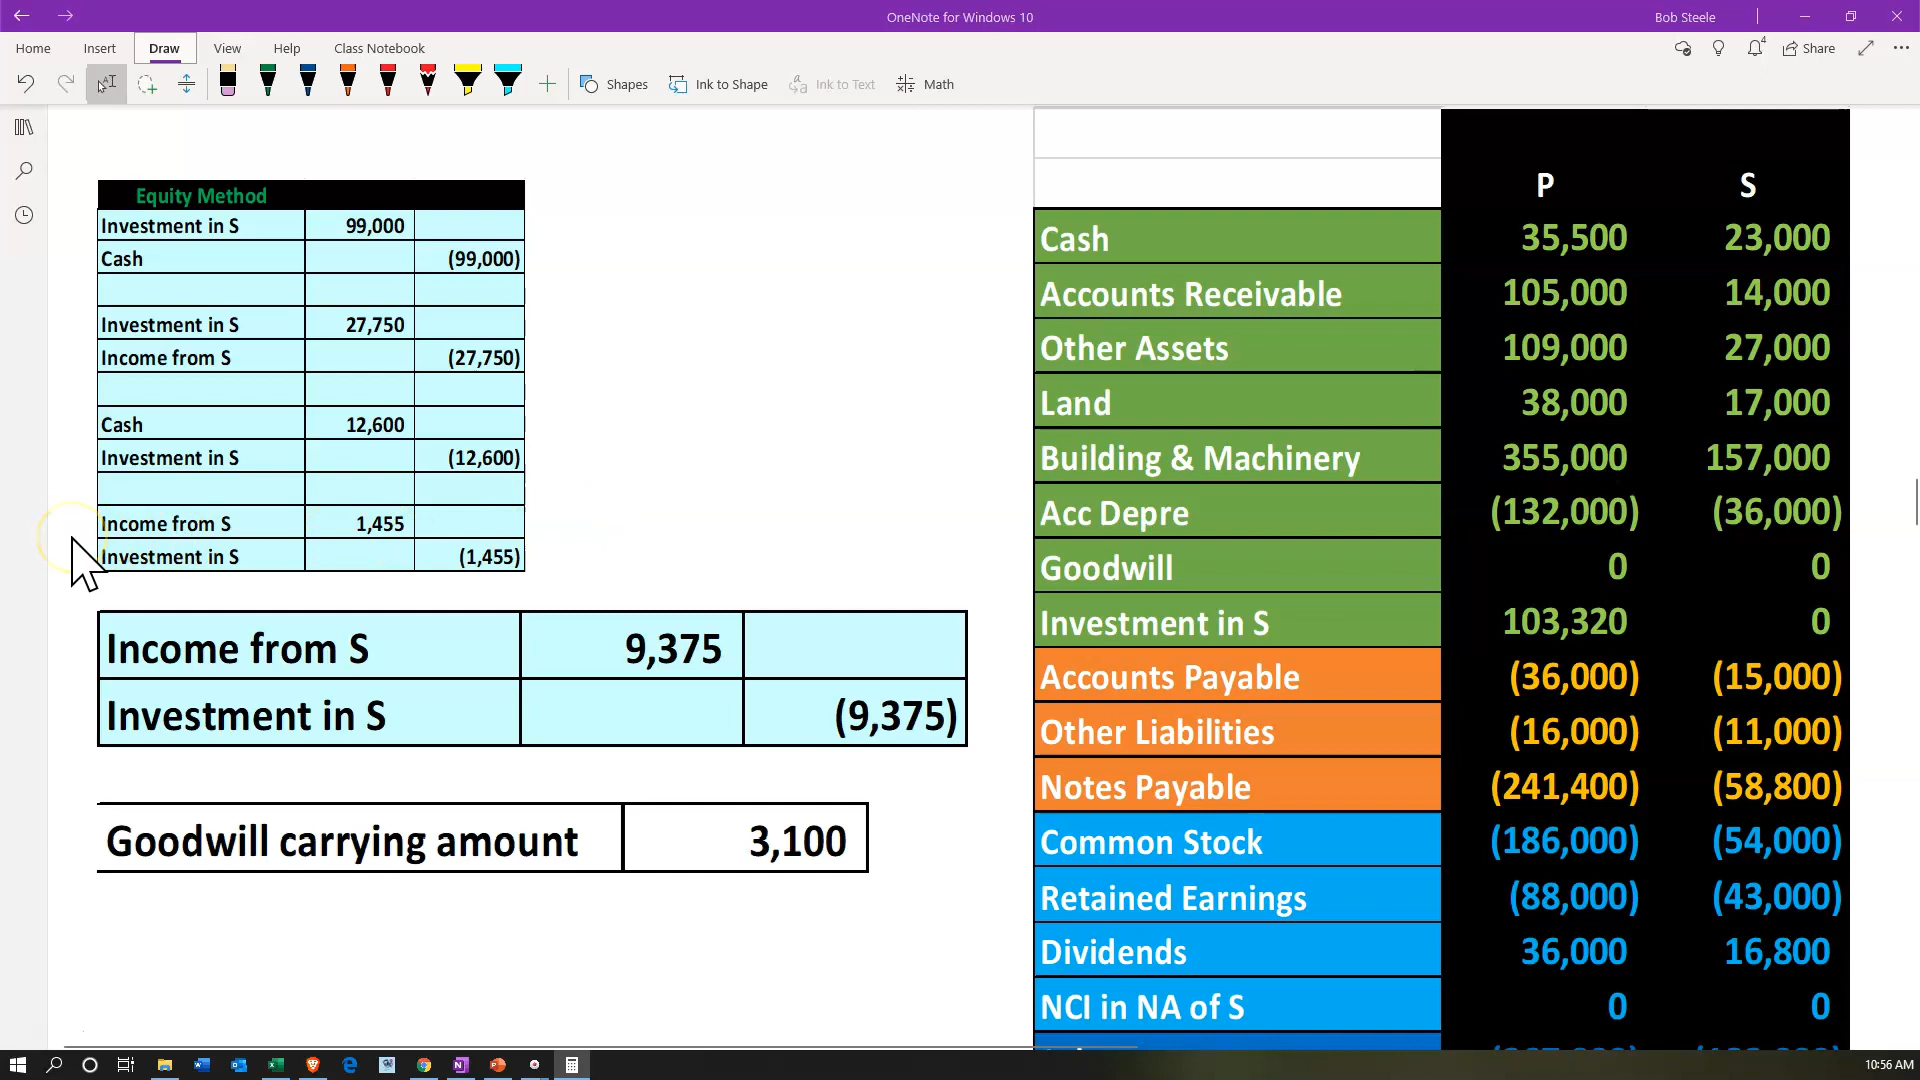 OneNote for Windows 10
Bob Steele
Home Insert Draw View Help Class Notebook
4
Share
Shapes Ink to Shape Ink to Text Math
Equity Method
Investment in S 99,000
Cash (99,000)
Investment in S 27,750
Income from S (27,750)
Cash 12,600
Investment in S (12,600)
Income from S 1,455
Investment in S (1,455)
Income from S 9,375
Investment in S (9,375)
Goodwill carrying amount 3,100
P S
Cash 35,500 23,000
Accounts Receivable 105,000 14,000
Other Assets 109,000 27,000
Land 38,000 17,000
Building & Machinery 355,000 157,000
Acc Depre (132,000) (36,000)
Goodwill 0 0
Investment in S 103,320 0
Accounts Payable (36,000) (15,000)
Other Liabilities (16,000) (11,000)
Notes Payable (241,400) (58,800)
Common Stock (186,000) (54,000)
Retained Earnings (88,000) (43,000)
Dividends 36,000 16,800
NCI in NA of S 0 0
10:56 AM